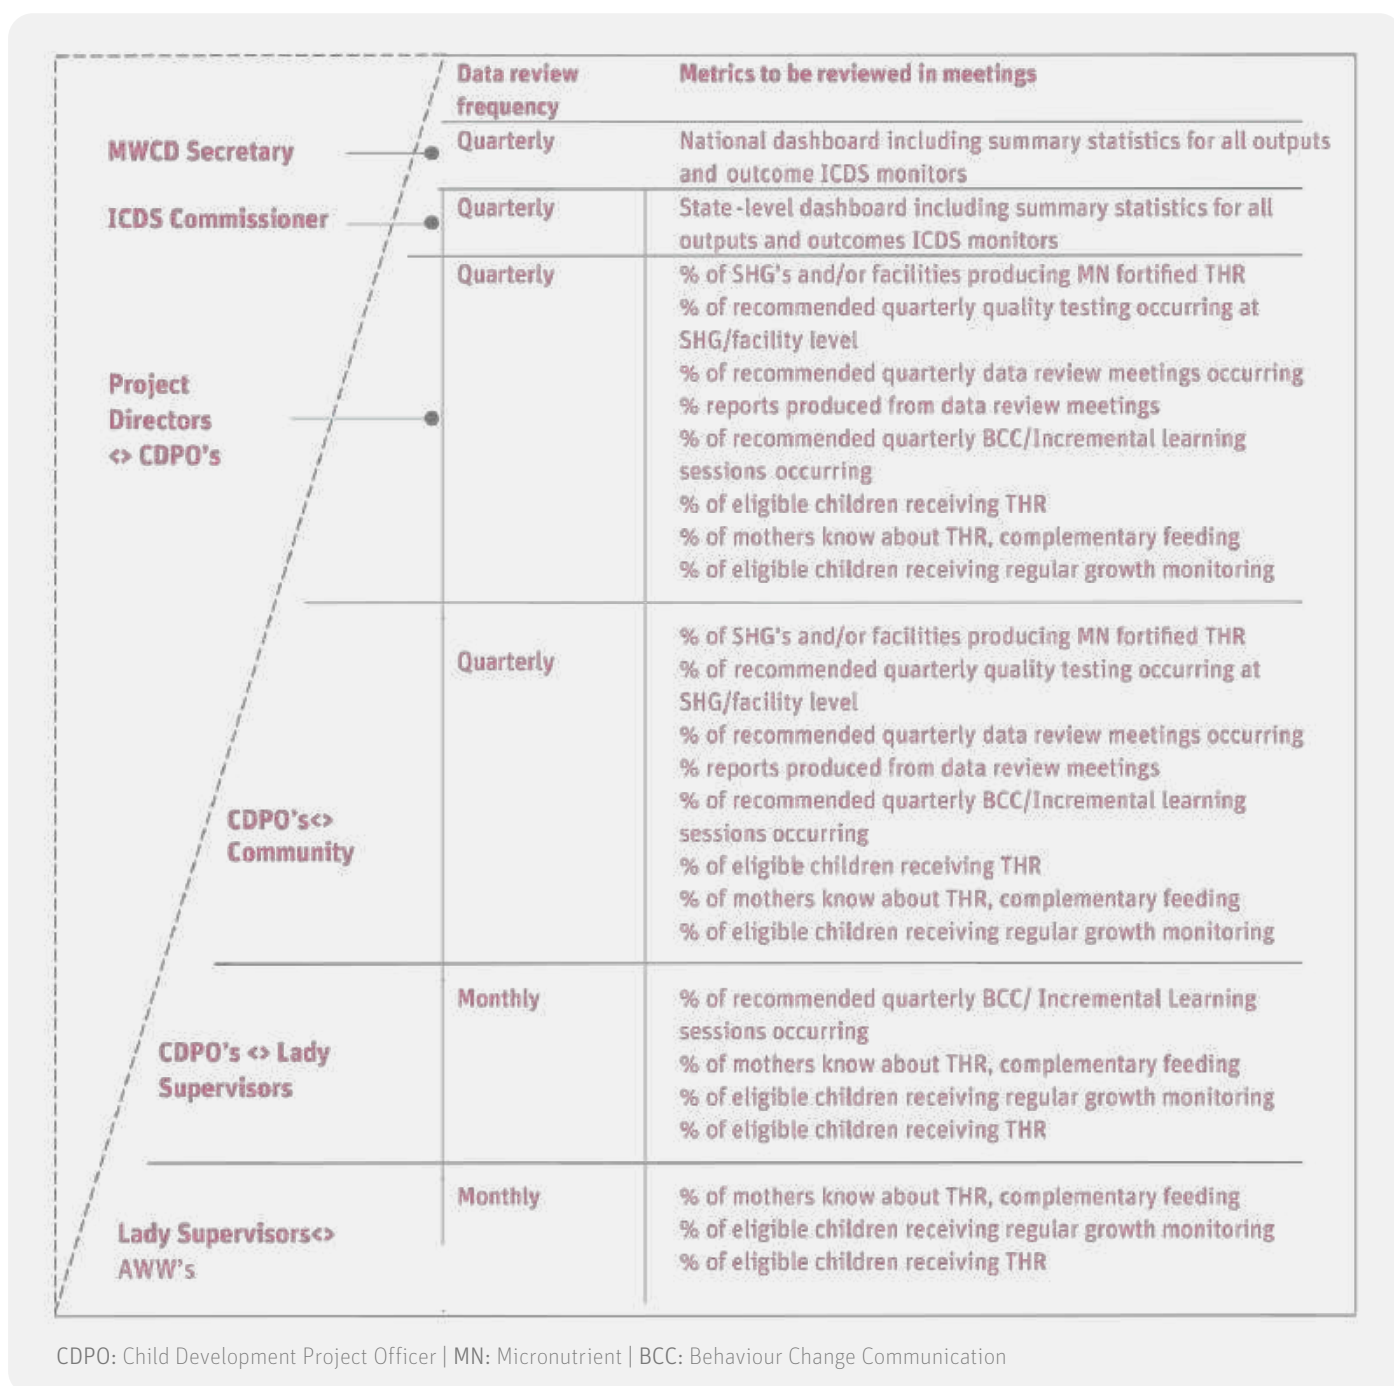 Data review
frequency
Metrics to be reviewed in meetings
MWCD Secretary
Quarterly
National dashboard including summary statistics for all outputs
and outcome ICDS monitors
ICDS Commissioner
Quarterly
State-level dashboard including summary statistics for all
outputs and outcomes ICDS monitors
Project
Directors
<> CDPO's
Quarterly
% of SHG's and/or facilities producing MN fortified THR
% of recommended quarterly quality testing occurring at
SHG/facility level
% of recommended quarterly data review meetings occurring
% reports produced from data review meetings
% of recommended quarterly BCC/Incremental learning
sessions occurring
% of eligible children receiving THR
% of mothers know about THR, complementary feeding
% of eligible children receiving regular growth monitoring
CDPO's<>
Community
Quarterly
% of SHG's and/or facilities producing MN fortified THR
% of recommended quarterly quality testing occurring at
SHG/facility level
% of recommended quarterly data review meetings occurring
% reports produced from data review meetings
% of recommended quarterly BCC/Incremental learning
sessions occurring
% of eligible children receiving THR
% of mothers know about THR, complementary feeding
% of eligible children receiving regular growth monitoring
CDPO's <> Lady
Supervisors
Monthly
% of recommended quarterly BCC/ Incremental Learning
sessions occurring
% of mothers know about THR, complementary feeding
% of eligible children receiving regular growth monitoring
% of eligible children receiving THR
Lady Supervisors<>
AWW's
Monthly
% of mothers know about THR, complementary feeding
% of eligible children receiving regular growth monitoring
% of eligible children receiving THR
CDPO: Child Development Project Officer | MN: Micronutrient | BCC: Behaviour Change Communication